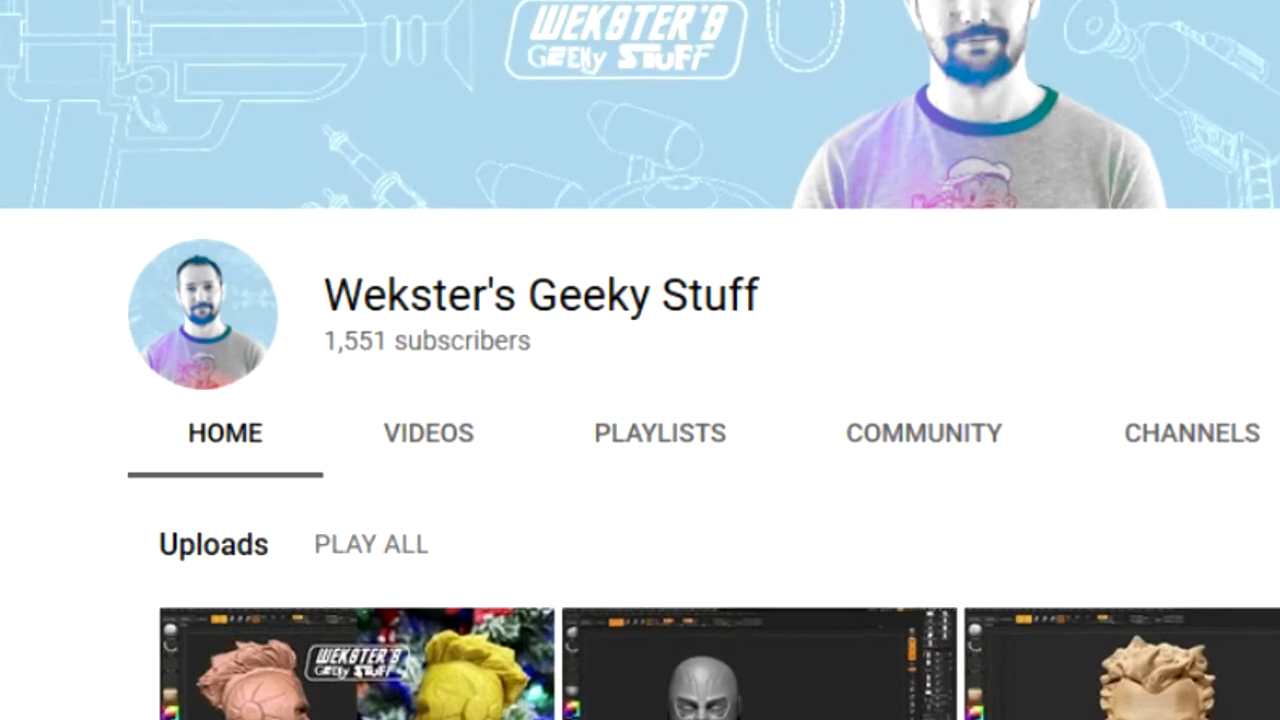 WEKSTER'S
GEEKY STUFF
Wekster's Geeky Stuff
1,551 subscribers
HOME
VIDEOS
PLAYLISTS
COMMUNITY
CHANNELS
Uploads
PLAY ALL
WEKSTER'S
GEEKY STUFF